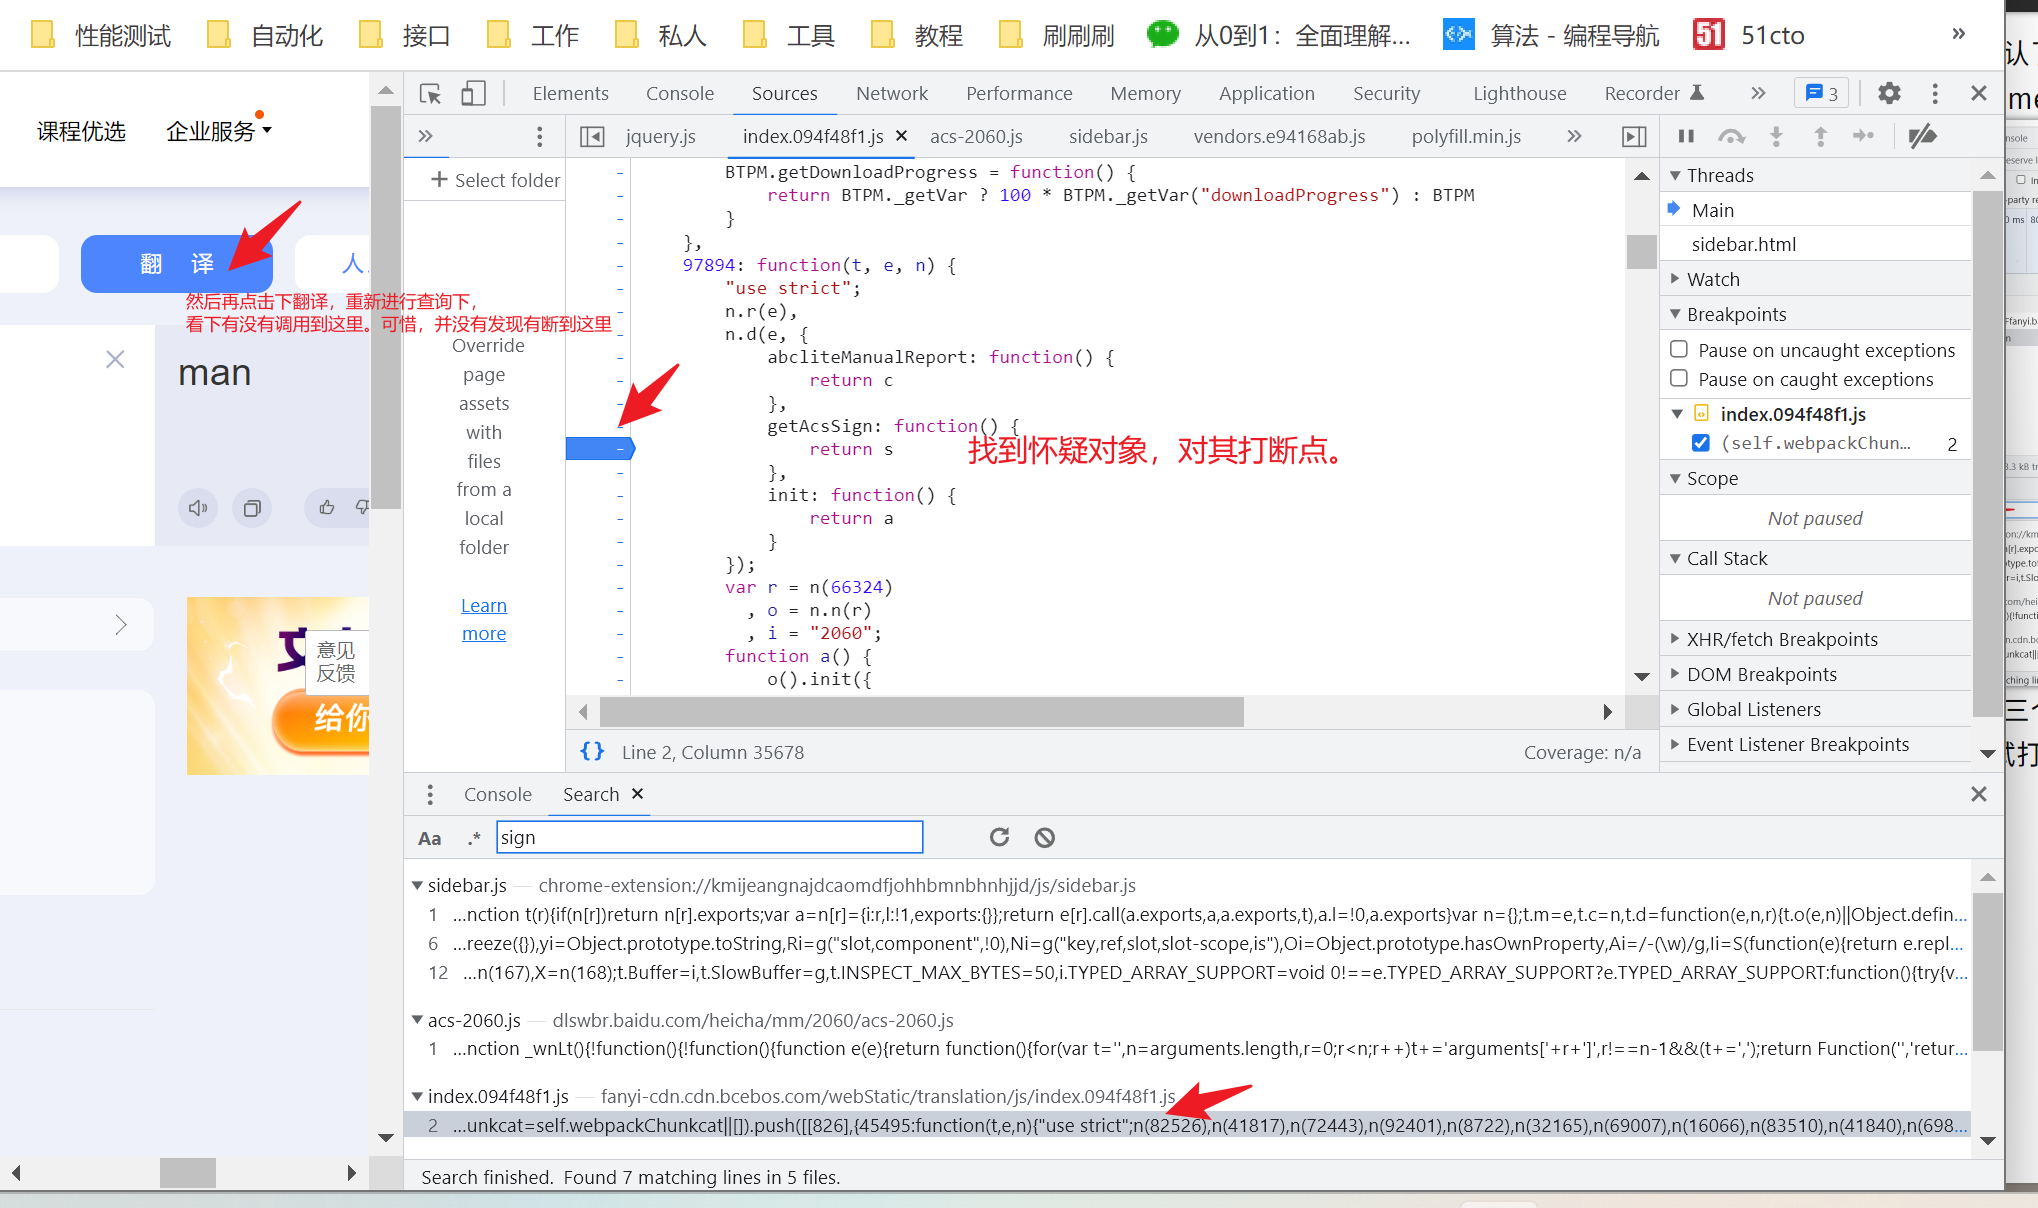 性能测试 自动化 接口 工作 私人 工具 教程 刷刷刷 从0到1：全面理解... 51 算法 - 编程导航 51cto »
课程优选 企业服务
翻 译
人
然后再点击下翻译，重新进行查询下，
看下有没有调用到这里。可惜，并没有发现有断到这里
man
意见
反馈
给你
Elements Console Sources Network Performance Memory Application Security Lighthouse Recorder » 3
» jquery.js index.094f48f1.js × acs-2060.js sidebar.js vendors.e94168ab.js polyfill.min.js »
+ Select folder
Override
page
assets
with
files
from a
local
folder
Learn
more
BTPM.getDownloadProgress = function() {
return BTPM._getVar ? 100 * BTPM._getVar("downloadProgress") : BTPM
}
},
97894: function(t, e, n) {
"use strict";
n.r(e),
n.d(e, {
abcliteManualReport: function() {
return c
},
getAcsSign: function() {
return s
},
init: function() {
return a
}
});
var r = n(66324)
, o = n.n(r)
, i = "2060";
function a() {
o().init({
找到怀疑对象，对其打断点。
{} Line 2, Column 35678 Coverage: n/a
Threads
Main
sidebar.html
Watch
Breakpoints
Pause on uncaught exceptions
Pause on caught exceptions
index.094f48f1.js
(self.webpackChun... 2
Scope
Not paused
Call Stack
Not paused
XHR/fetch Breakpoints
DOM Breakpoints
Global Listeners
Event Listener Breakpoints
Console Search ×
Aa .* sign
sidebar.js — chrome-extension://kmijeangnajdcaomdfjohhbmnbhnhjjd/js/sidebar.js
1 ...nction t(r){if(n[r])return n[r].exports;var a=n[r]={i:r,l:!1,exports:{}};return e[r].call(a.exports,a,a.exports,t),a.l=!0,a.exports}var n={};t.m=e,t.c=n,t.d=function(e,n,r){t.o(e,n)||Object.defin...
6 ...reeze({}),yi=Object.prototype.toString,Ri=g("slot,component",!0),Ni=g("key,ref,slot,slot-scope,is"),Oi=Object.prototype.hasOwnProperty,Ai=/-(\w)/g,Ii=S(function(e){return e.repl...
12 ...n(167),X=n(168);t.Buffer=i,t.SlowBuffer=g,t.INSPECT_MAX_BYTES=50,i.TYPED_ARRAY_SUPPORT=void 0!==e.TYPED_ARRAY_SUPPORT?e.TYPED_ARRAY_SUPPORT:function(){try{v...
acs-2060.js — dlswbr.baidu.com/heicha/mm/2060/acs-2060.js
1 ...nction _wnLt(){!function(){!function(){function e(e){return function(){for(var t='',n=arguments.length,r=0;r<n;r++)t+='arguments['+r+']',r!==n-1&&(t+=',');return Function('','retur...
index.094f48f1.js — fanyi-cdn.cdn.bcebos.com/webStatic/translation/js/index.094f48f1.js
2 ...unkcat=self.webpackChunkcat||[]).push([[826],{45495:function(t,e,n){"use strict";n(82526),n(41817),n(72443),n(92401),n(8722),n(32165),n(69007),n(16066),n(83510),n(41840),n(698...
Search finished. Found 7 matching lines in 5 files.